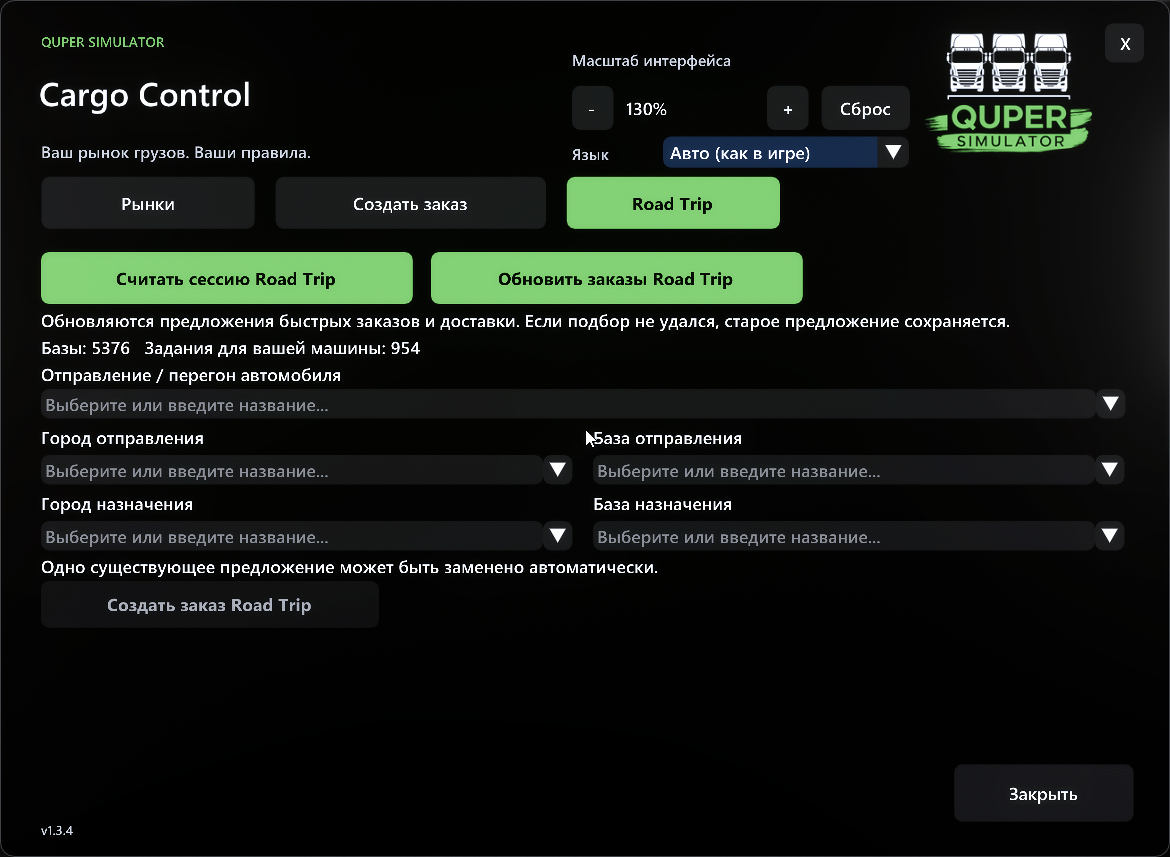 QUPER SIMULATOR
Cargo Control
Ваш рынок грузов. Ваши правила.
Масштаб интерфейса
- 130% + Сброс
Язык Авто (как в игре)
QUPER
SIMULATOR
X
Рынки Создать заказ Road Trip
Считать сессию Road Trip Обновить заказы Road Trip
Обновляются предложения быстрых заказов и доставки. Если подбор не удался, старое предложение сохраняется.
Базы: 5376 Задания для вашей машины: 954
Отправление / перегон автомобиля
Выберите или введите название...
Город отправления База отправления
Выберите или введите название... Выберите или введите название...
Город назначения База назначения
Выберите или введите название... Выберите или введите название...
Одно существующее предложение может быть заменено автоматически.
Создать заказ Road Trip
Закрыть
v1.3.4